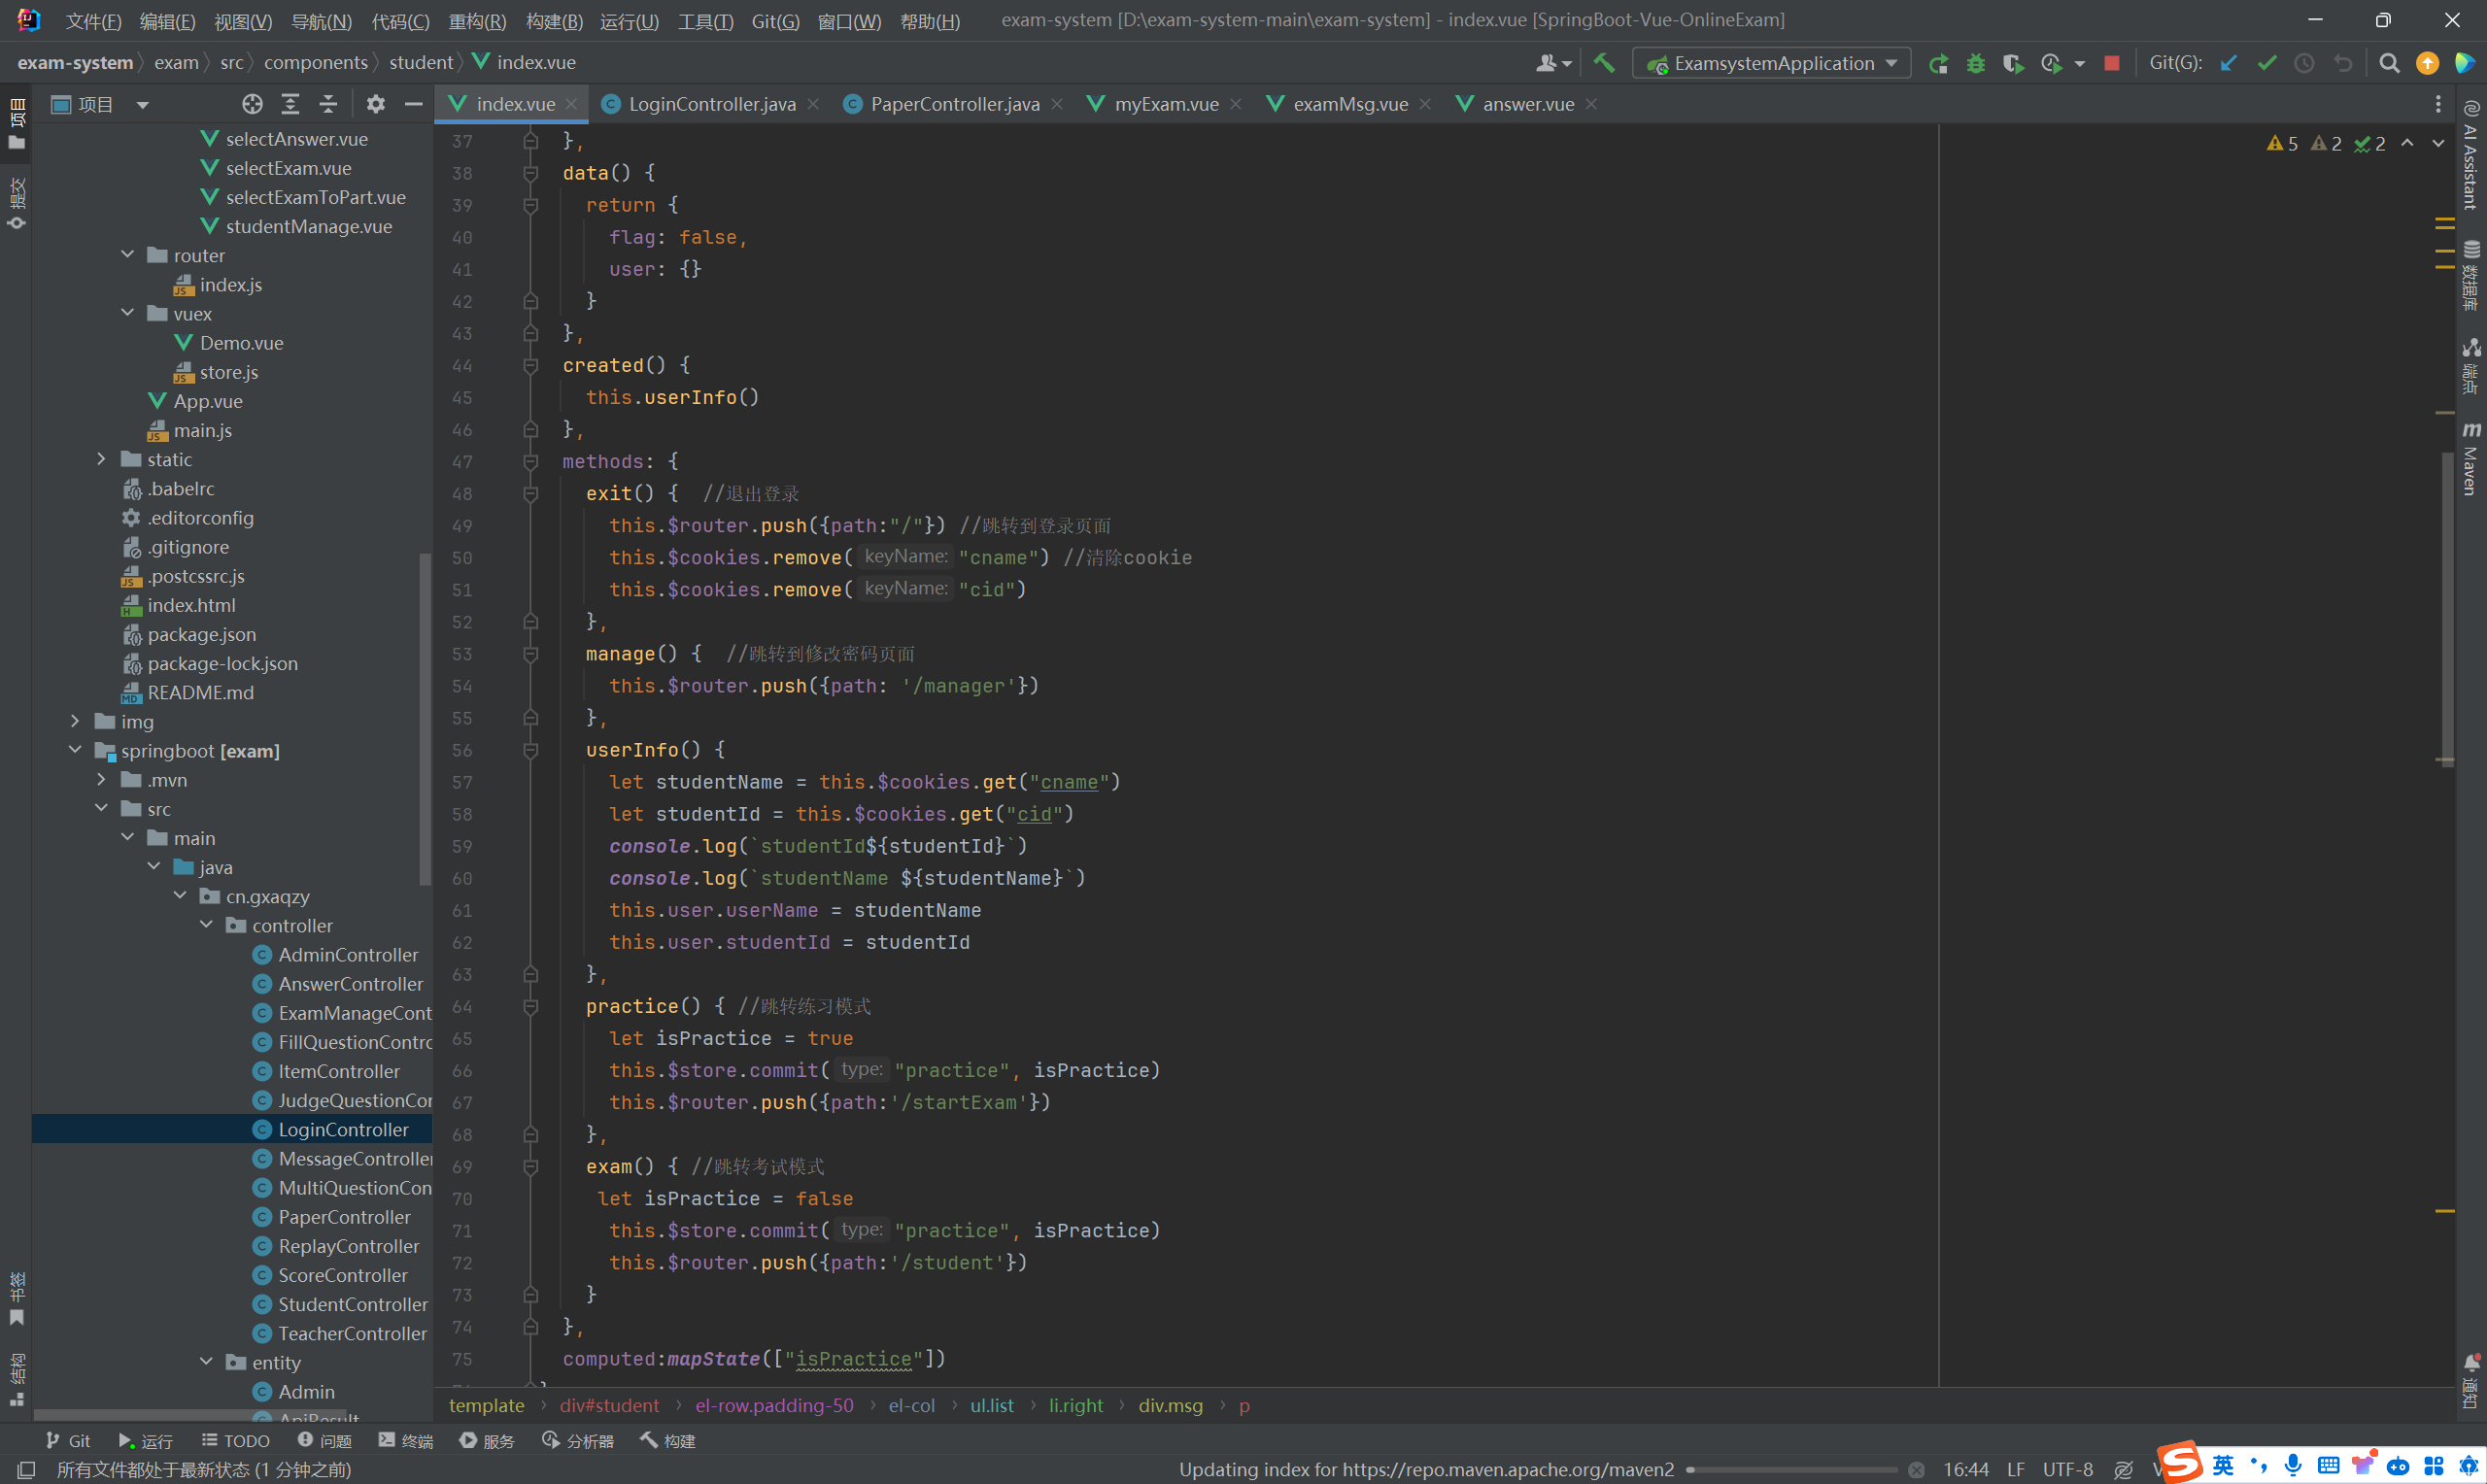 文件(F) 编辑(E) 视图(V) 导航(N) 代码(C) 重构(R) 构建(B) 运行(U) 工具(T) Git(G) 窗口(W) 帮助(H) exam-system [D:\exam-system-main\exam-system] - index.vue [SpringBoot-Vue-OnlineExam]
exam-system exam src components student index.vue ExamsystemApplication Git(G):
项目 index.vue LoginController.java PaperController.java myExam.vue examMsg.vue answer.vue
5 2 2
selectAnswer.vue
selectExam.vue
selectExamToPart.vue
studentManage.vue
router
index.js
vuex
Demo.vue
store.js
App.vue
main.js
static
.babelrc
.editorconfig
.gitignore
.postcssrc.js
index.html
package.json
package-lock.json
README.md
img
springboot [exam]
.mvn
src
main
java
cn.gxaqzy
controller
AdminController
AnswerController
ExamManageCont
FillQuestionContro
ItemController
JudgeQuestionCor
LoginController
MessageController
MultiQuestionCon
PaperController
ReplayController
ScoreController
StudentController
TeacherController
entity
Admin
ApiResult
37 },
38 data() {
39 return {
40 flag: false,
41 user: {}
42 }
43 },
44 created() {
45 this.userInfo()
46 },
47 methods: {
48 exit() { //退出登录
49 this.$router.push({path:"/"}) //跳转到登录页面
50 this.$cookies.remove( keyName: "cname") //清除cookie
51 this.$cookies.remove( keyName: "cid")
52 },
53 manage() { //跳转到修改密码页面
54 this.$router.push({path: '/manager'})
55 },
56 userInfo() {
57 let studentName = this.$cookies.get("cname")
58 let studentId = this.$cookies.get("cid")
59 console.log(`studentId${studentId}`)
60 console.log(`studentName ${studentName}`)
61 this.user.userName = studentName
62 this.user.studentId = studentId
63 },
64 practice() { //跳转练习模式
65 let isPractice = true
66 this.$store.commit( type: "practice", isPractice)
67 this.$router.push({path:'/startExam'})
68 },
69 exam() { //跳转考试模式
70 let isPractice = false
71 this.$store.commit( type: "practice", isPractice)
72 this.$router.push({path:'/student'})
73 }
74 },
75 computed:mapState(["isPractice"])
template div#student el-row.padding-50 el-col ul.list li.right div.msg p
项目
提交
书签
结构
AI Assistant
数据库
端点
Maven
通知
Git 运行 TODO 问题 终端 服务 分析器 构建
所有文件都处于最新状态 (1 分钟之前) Updating index for https://repo.maven.apache.org/maven2 16:44 LF UTF-8 英